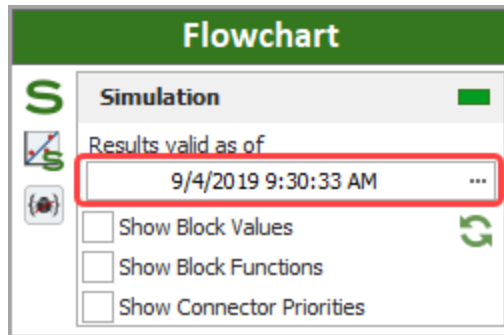 Flowchart
Simulation
Results valid as of
9/4/2019 9:30:33 AM ...
Show Block Values
Show Block Functions
Show Connector Priorities